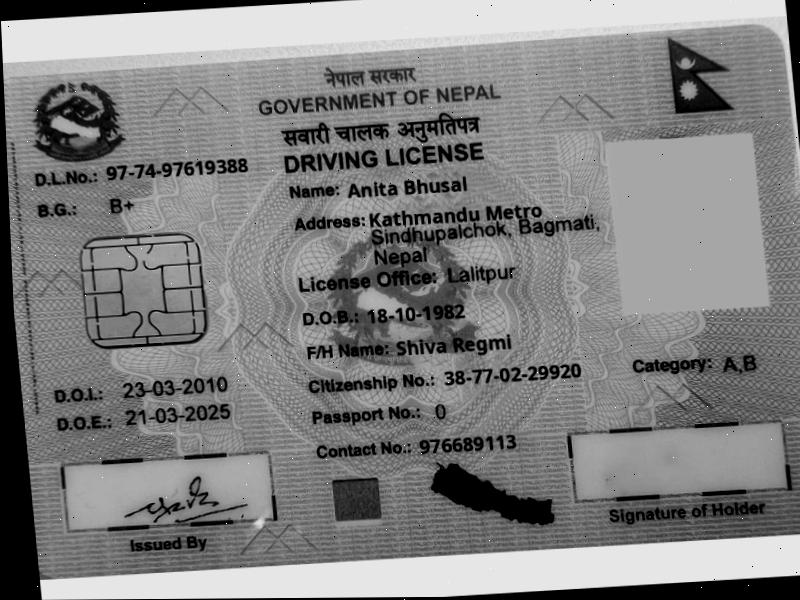 नेपाल सरकार
GOVERNMENT OF NEPAL
सवारी चालक अनुमतिपत्र
DRIVING LICENSE
D.L.No.: 97-74-97619388
B.G.: B+
Name: Anita Bhusal
Address: Kathmandu Metro
Sindhupalchok, Bagmati,
Nepal
License Office: Lalitpur
D.O.B.: 18-10-1982
F/H Name: Shiva Regmi
Citizenship No.: 38-77-02-29920
Category: A,B
D.O.I.: 23-03-2010
Passport No.: 0
D.O.E.: 21-03-2025
Contact No.: 976689113
Issued By
Signature of Holder